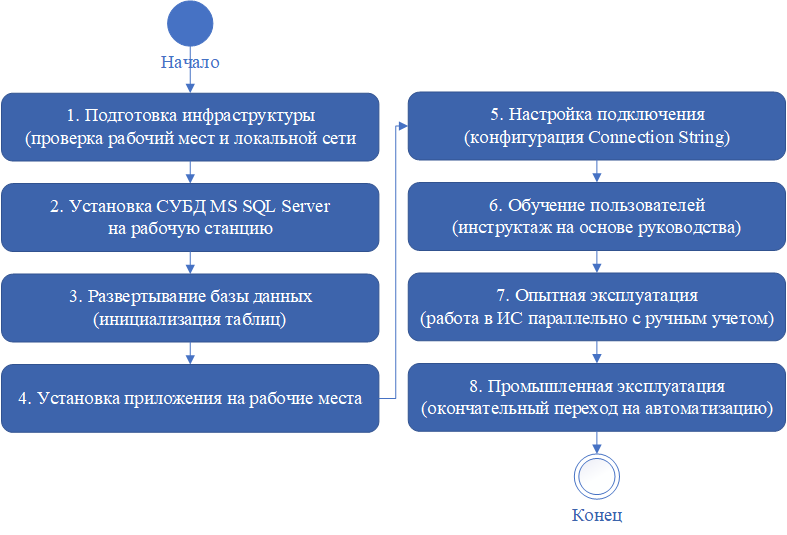 Начало
1. Подготовка инфраструктуры
(проверка рабочий мест и локальной сети
2. Установка СУБД MS SQL Server
на рабочую станцию
3. Развертывание базы данных
(инициализация таблиц)
4. Установка приложения на рабочие места
5. Настройка подключения
(конфигурация Connection String)
6. Обучение пользователей
(инструктаж на основе руководства)
7. Опытная эксплуатация
(работа в ИС параллельно с ручным учетом)
8. Промышленная эксплуатация
(окончательный переход на автоматизацию)
Конец